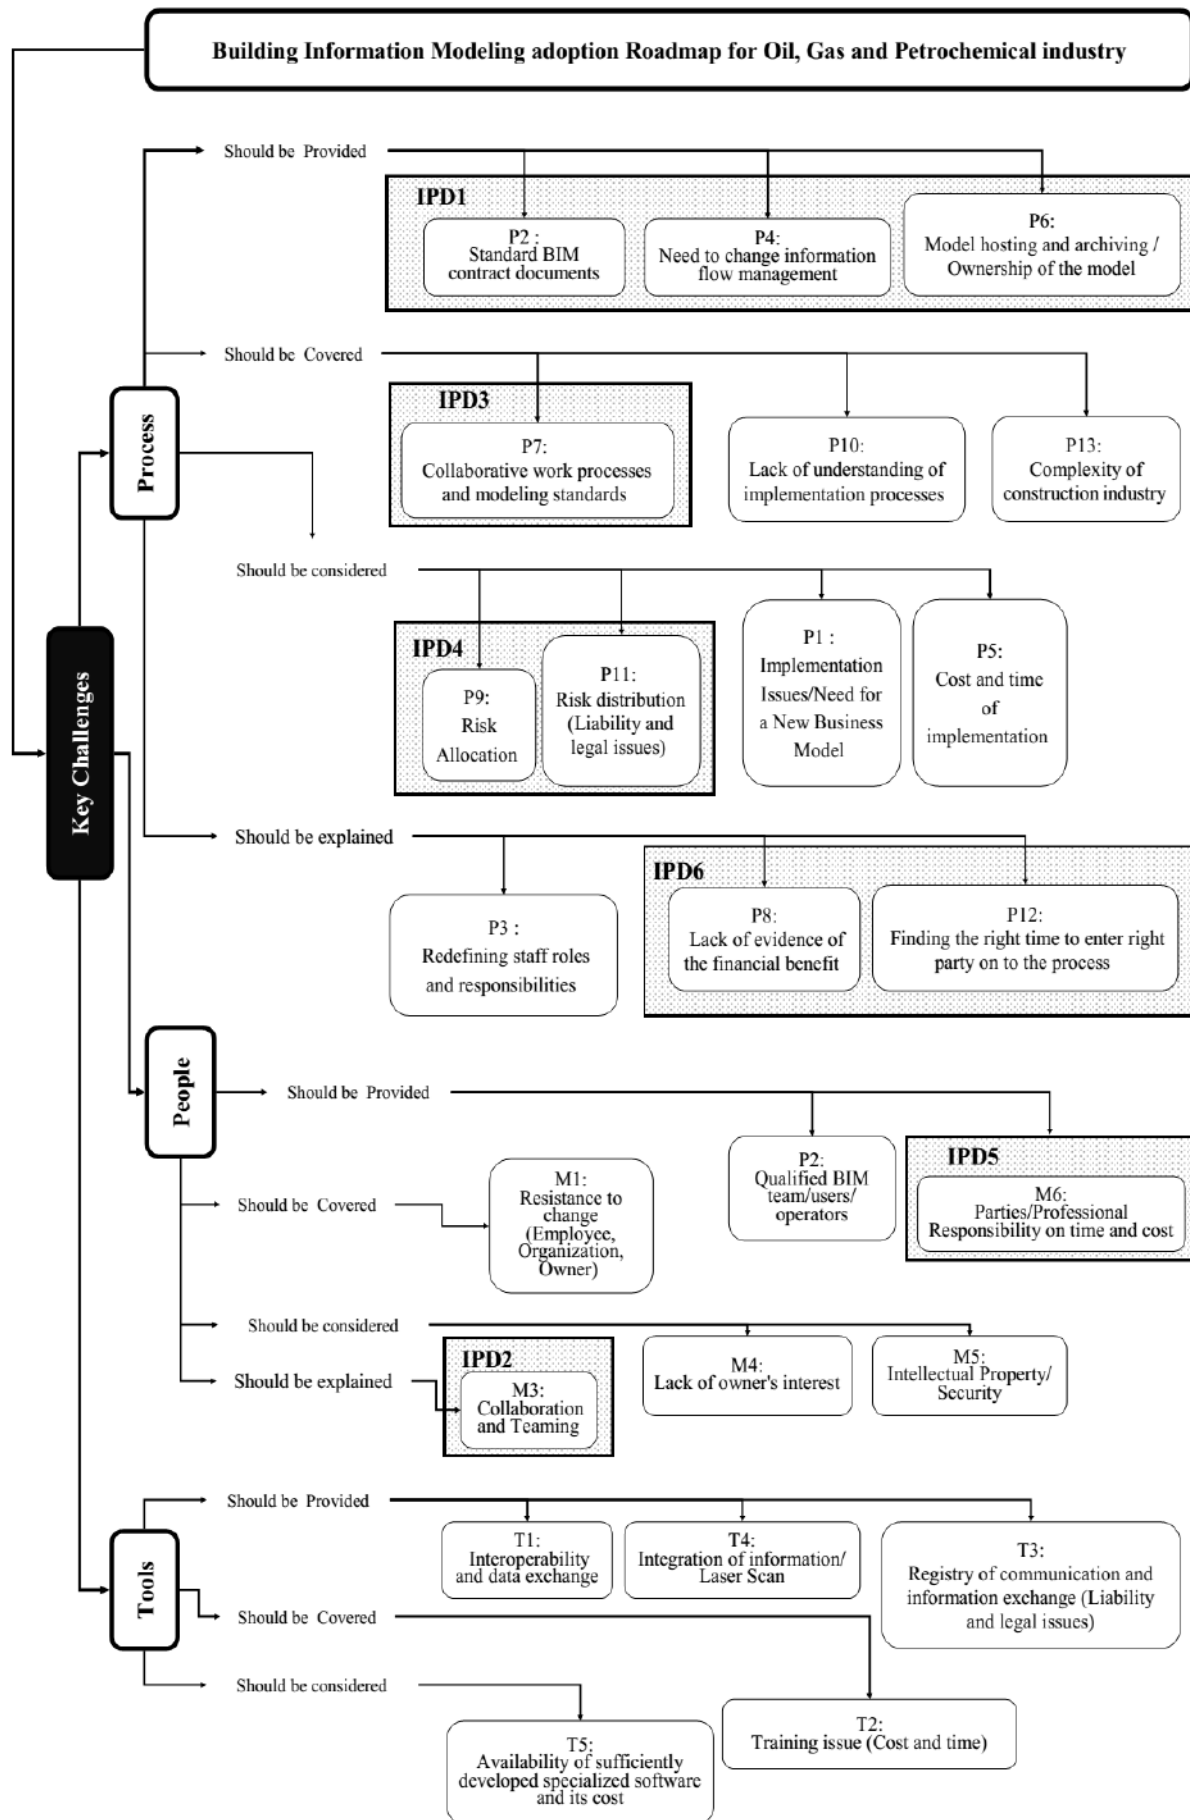 Building Information Modeling adoption Roadmap for Oil, Gas and Petrochemical industry
Key Challenges
Process
Should be Provided
IPD1
P2 :
Standard BIM
contract documents
P4:
Need to change information
flow management
P6:
Model hosting and archiving /
Ownership of the model
Should be Covered
IPD3
P7:
Collaborative work processes
and modeling standards
P10:
Lack of understanding of
implementation processes
P13:
Complexity of
construction industry
Should be considered
IPD4
P9:
Risk
Allocation
P11:
Risk distribution
(Liability and
legal issues)
P1 :
Implementation
Issues/Need for
a New Business
Model
P5:
Cost and time
of
implementation
Should be explained
P3 :
Redefining staff roles
and responsibilities
IPD6
P8:
Lack of evidence of
the financial benefit
P12:
Finding the right time to enter right
party on to the process
People
Should be Provided
P2:
Qualified BIM
team/users/
operators
IPD5
M6:
Parties/Professional
Responsibility on time and cost
Should be Covered
M1:
Resistance to
change
(Employee,
Organization,
Owner)
Should be considered
M4:
Lack of owner's interest
M5:
Intellectual Property/
Security
Should be explained
IPD2
M3:
Collaboration
and Teaming
Tools
Should be Provided
T1:
Interoperability
and data exchange
T4:
Integration of information/
Laser Scan
T3:
Registry of communication and
information exchange (Liability
and legal issues)
Should be Covered
T2:
Training issue (Cost and time)
Should be considered
T5:
Availability of sufficiently
developed specialized software
and its cost